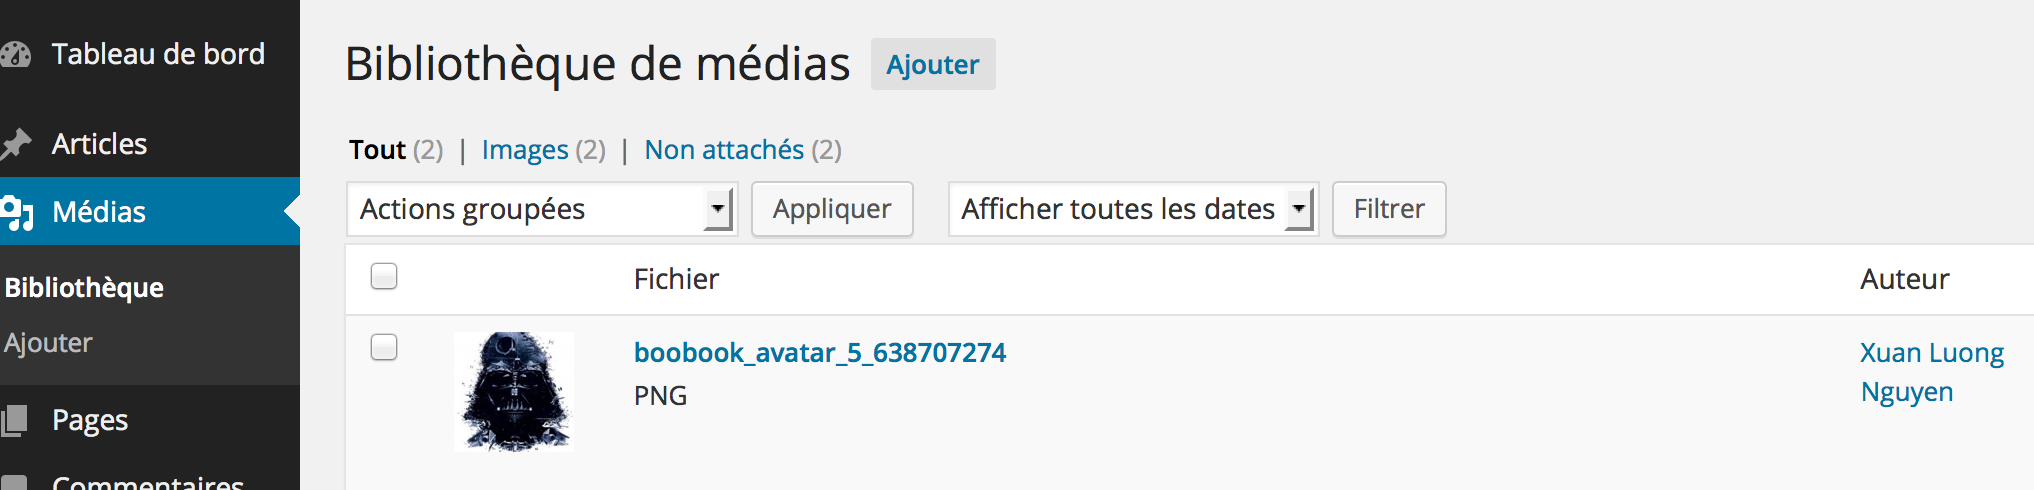 Tableau de bord
Articles
Médias
Bibliothèque
Ajouter
Pages
Commentaires
Bibliothèque de médias Ajouter
Tout (2) | Images (2) | Non attachés (2)
Actions groupées Appliquer Afficher toutes les dates Filtrer
Fichier Auteur
boobook_avatar_5_638707274 Xuan Luong
PNG Nguyen